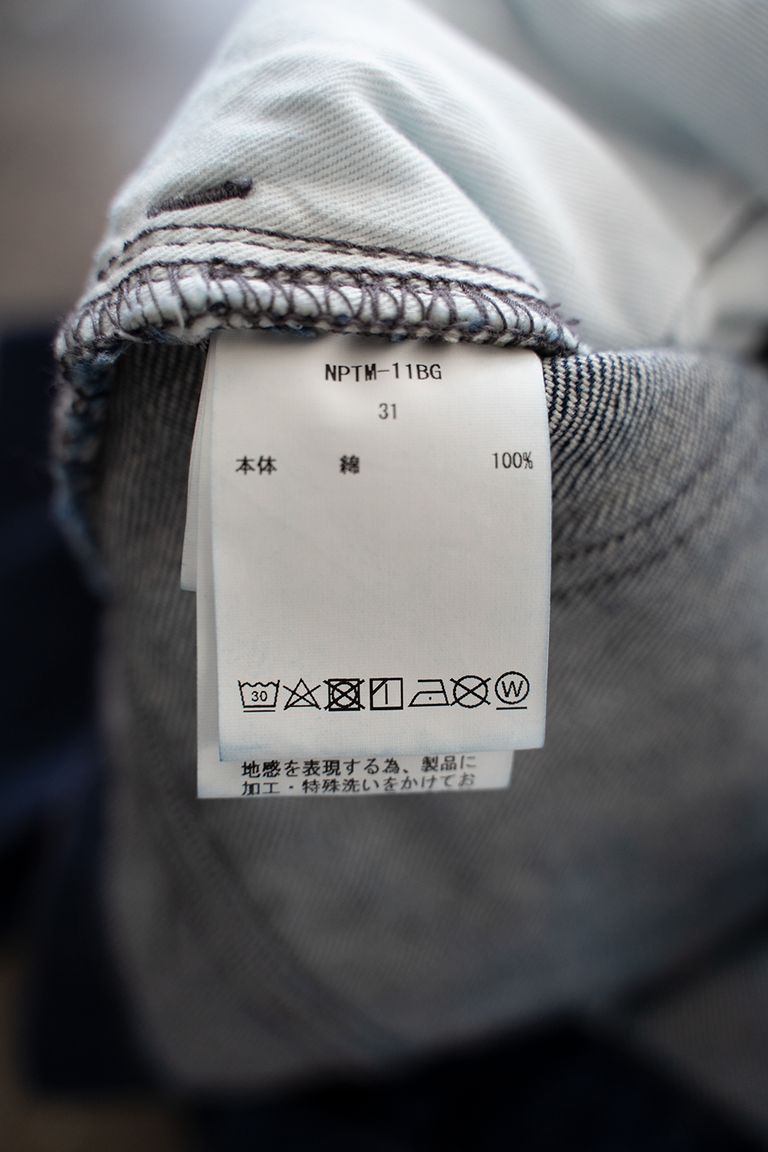 NPTM-11BG
31
本体 綿 100%
30 W
地感を表現する為、製品に
加工・特殊洗いをかけてお